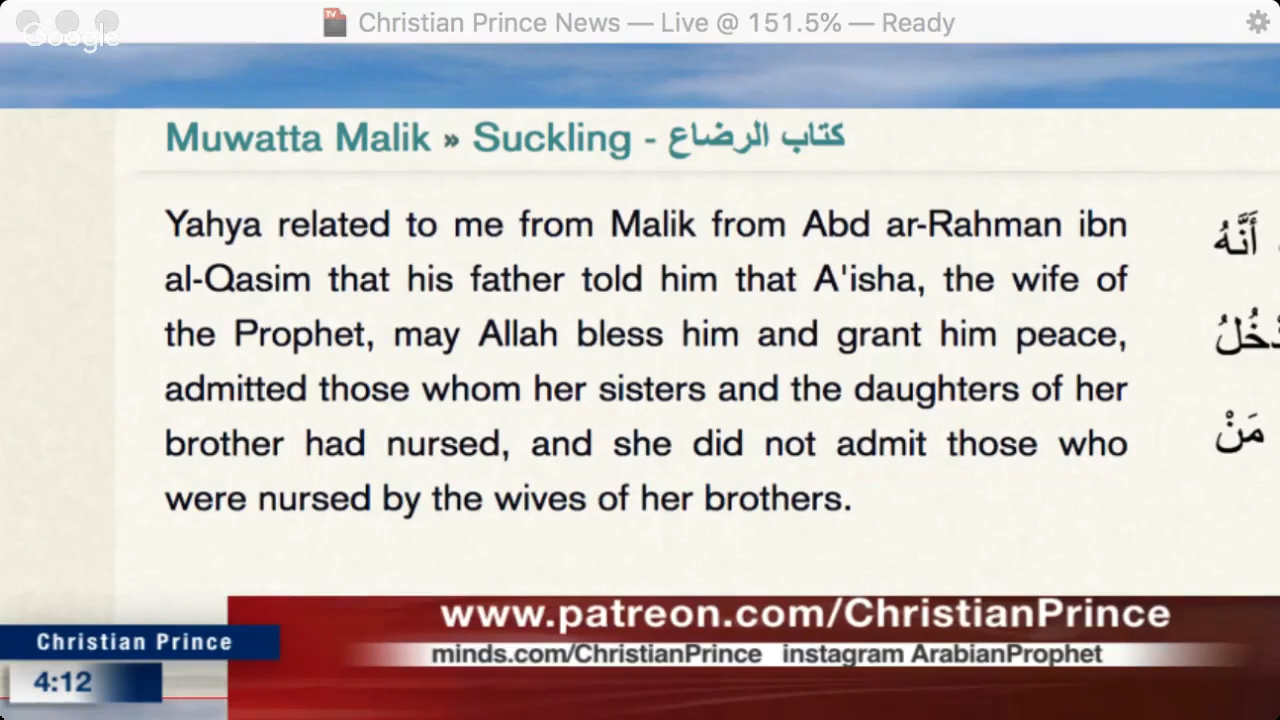 Christian Prince News — Live @ 151.5% — Ready
Google
Muwatta Malik » Suckling - كتاب الرضاع
Yahya related to me from Malik from Abd ar-Rahman ibn
al-Qasim that his father told him that A'isha, the wife of
the Prophet, may Allah bless him and grant him peace,
admitted those whom her sisters and the daughters of her
brother had nursed, and she did not admit those who
were nursed by the wives of her brothers.
أَنَّهُ
مَنْ
www.patreon.com/ChristianPrince
Christian Prince
minds.com/ChristianPrince instagram ArabianProphet
4:12